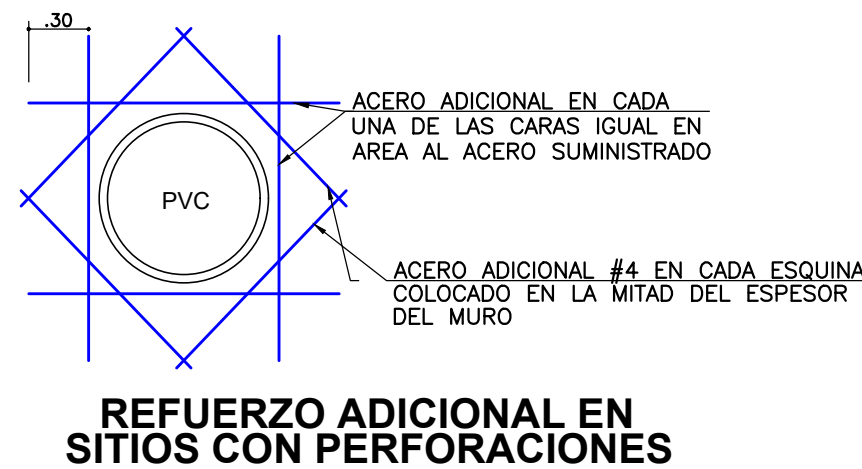 .30
ACERO ADICIONAL EN CADA
UNA DE LAS CARAS IGUAL EN
AREA AL ACERO SUMINISTRADO
PVC
ACERO ADICIONAL #4 EN CADA ESQUINA
COLOCADO EN LA MITAD DEL ESPESOR
DEL MURO
REFUERZO ADICIONAL EN
SITIOS CON PERFORACIONES